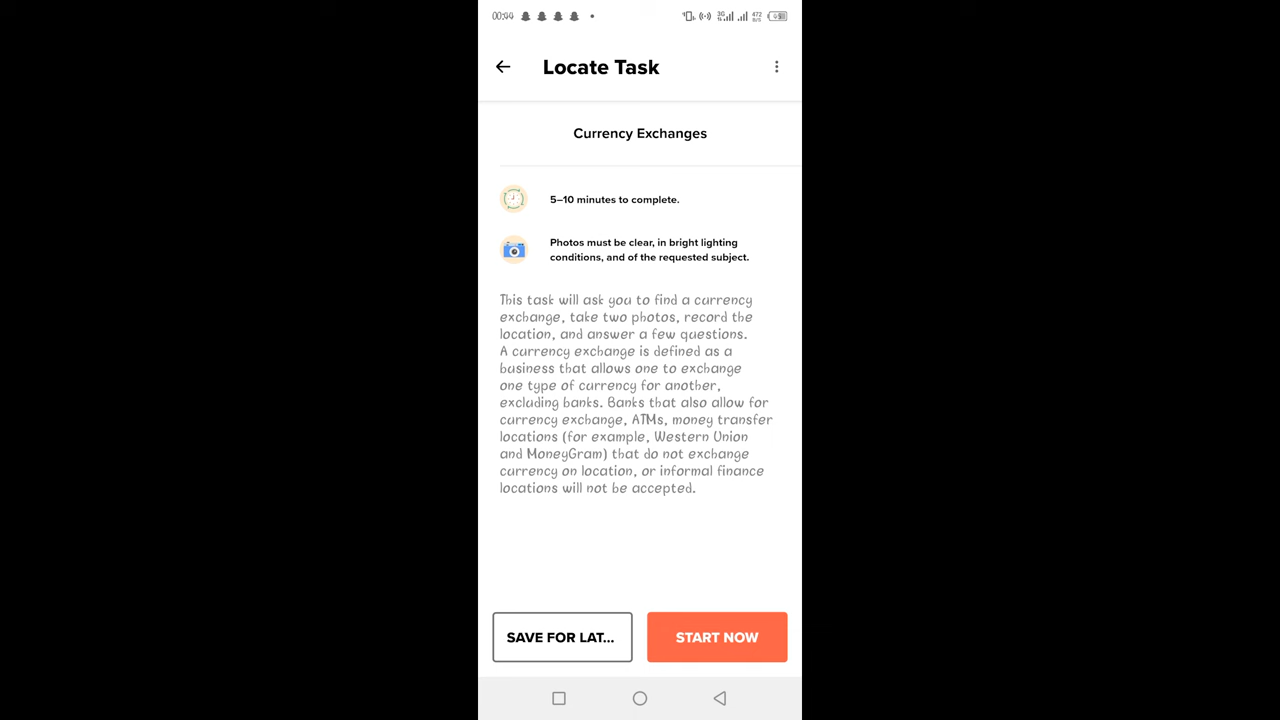 00:44
Locate Task
Currency Exchanges
5–10 minutes to complete.
Photos must be clear, in bright lighting
conditions, and of the requested subject.
This task will ask you to find a currency
exchange, take two photos, record the
location, and answer a few questions.
A currency exchange is defined as a
business that allows one to exchange
one type of currency for another,
excluding banks. Banks that also allow for
currency exchange, ATMs, money transfer
locations (for example, Western Union
and MoneyGram) that do not exchange
currency on location, or informal finance
locations will not be accepted.
SAVE FOR LAT...
START NOW